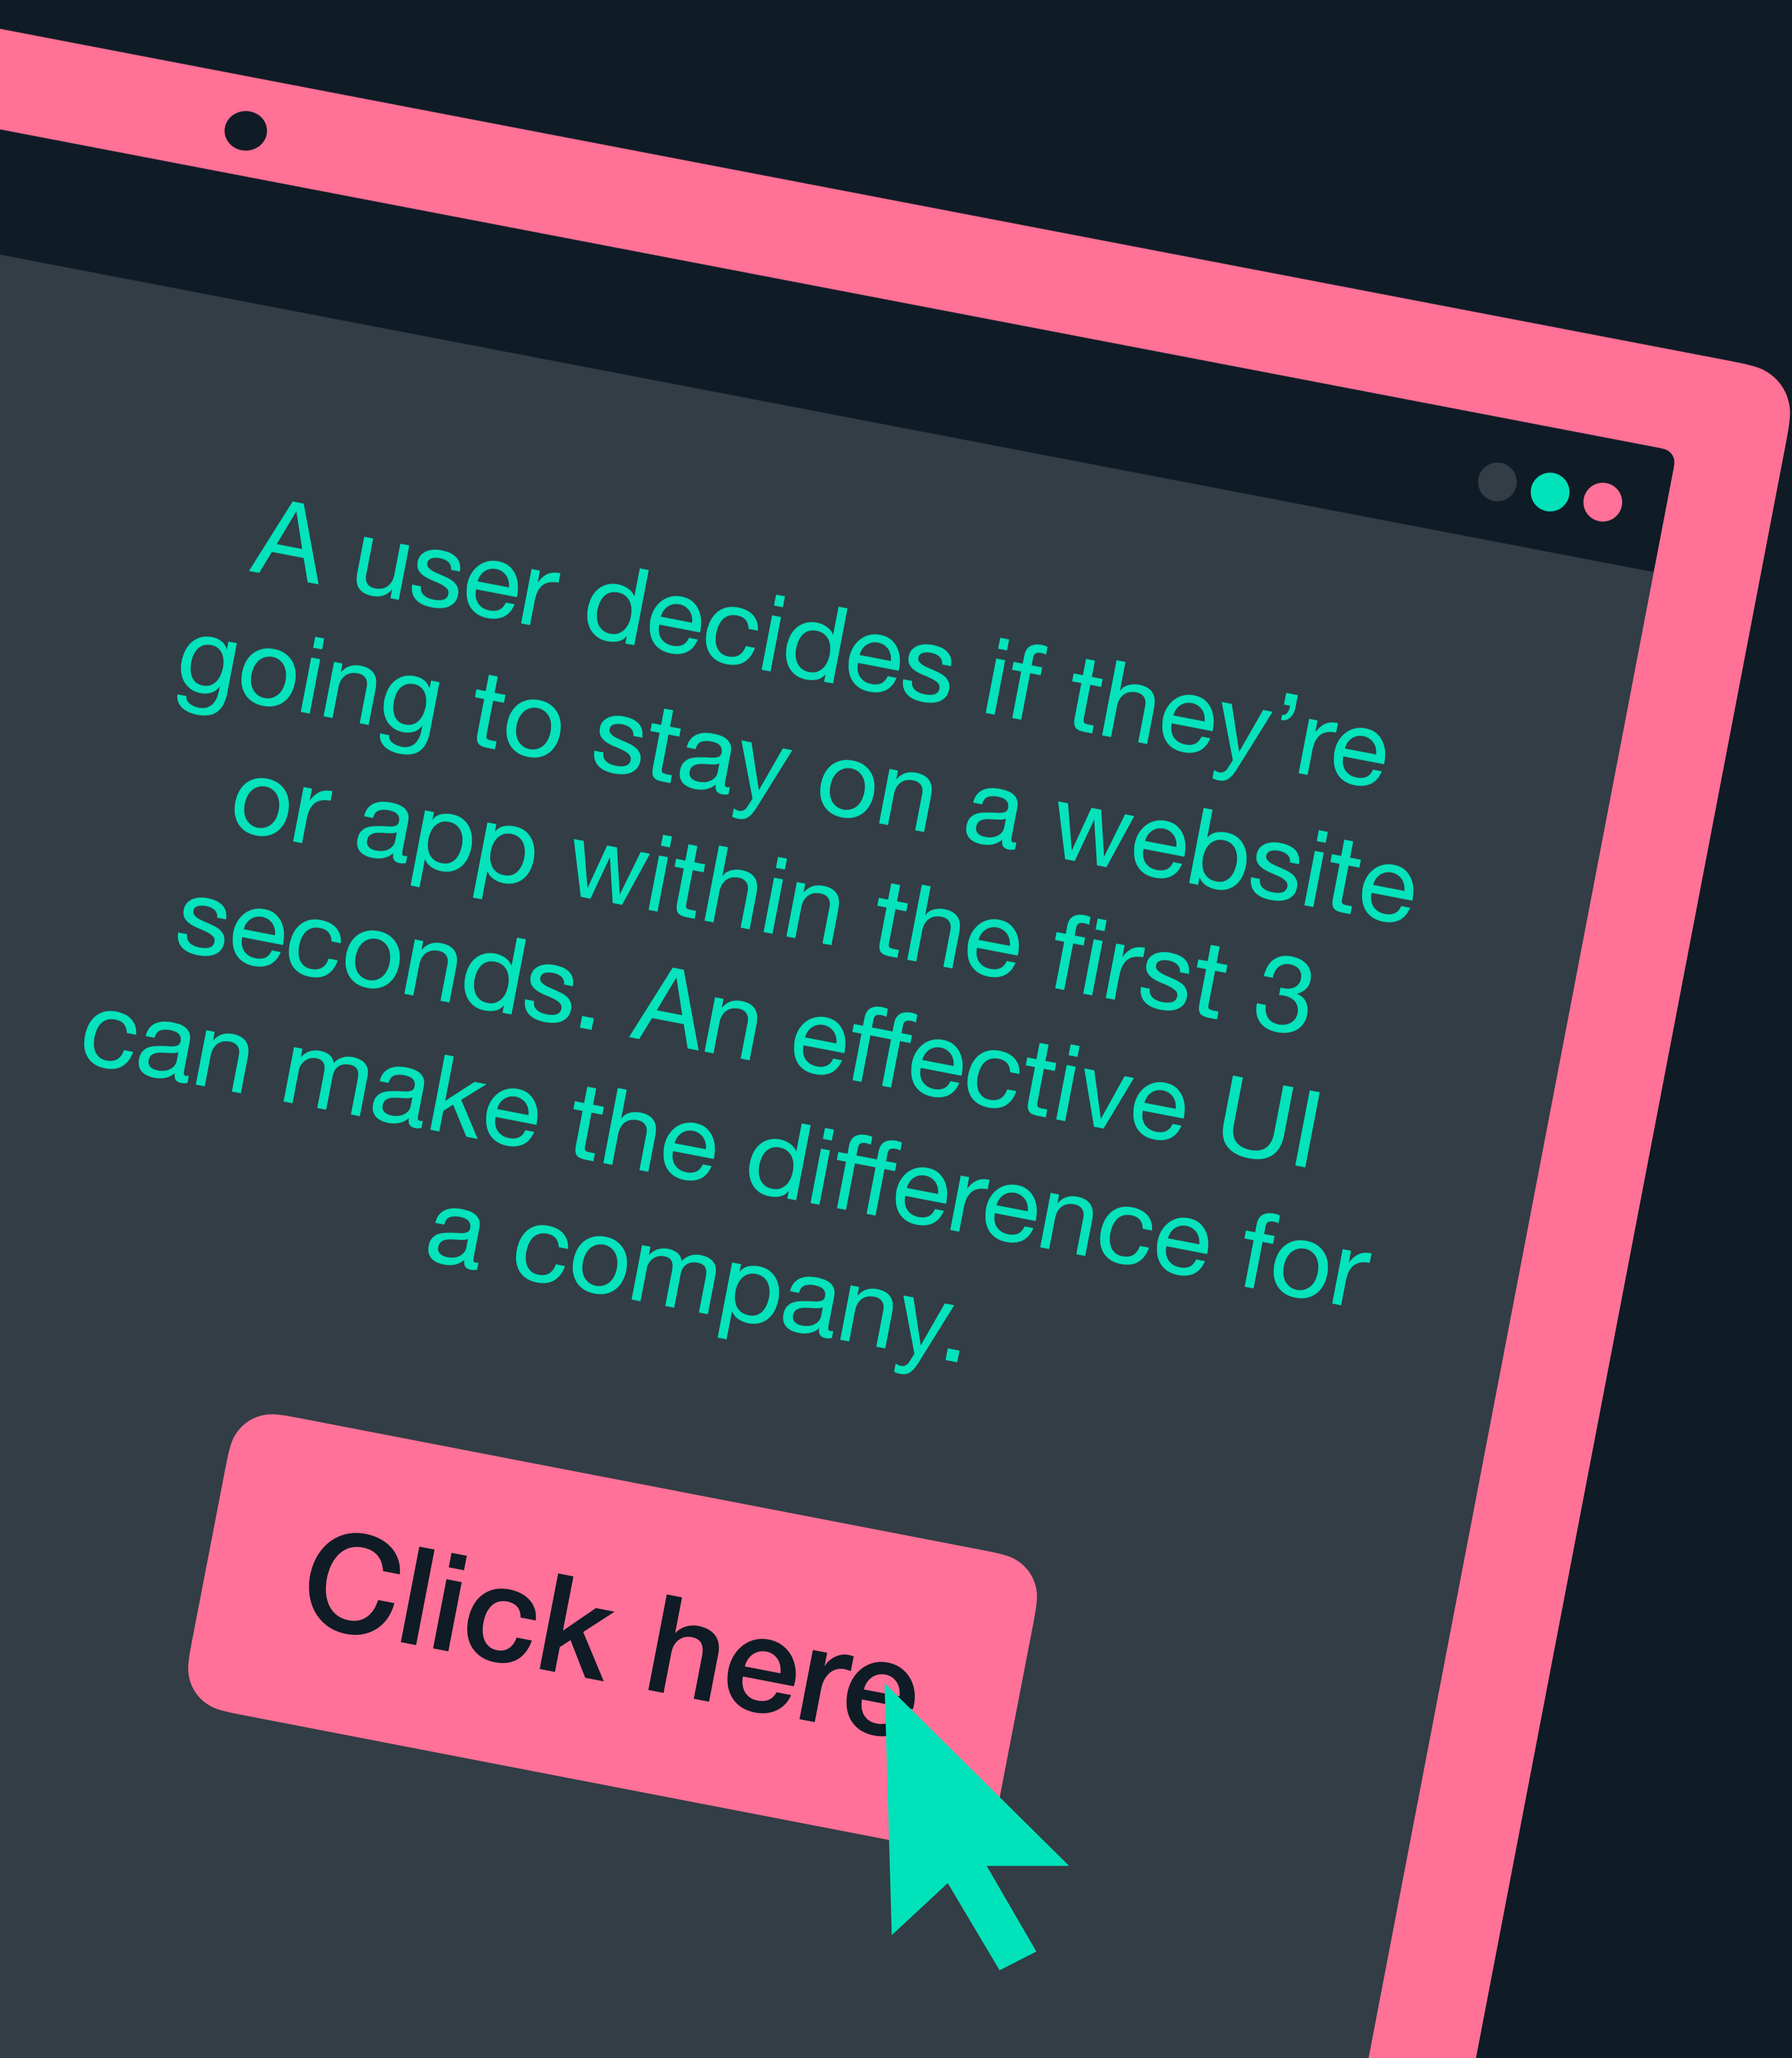 A user decides if they’re
going to stay on a website
or app within the first 3
seconds. An effective UI
can make the difference for
a company.
Click here